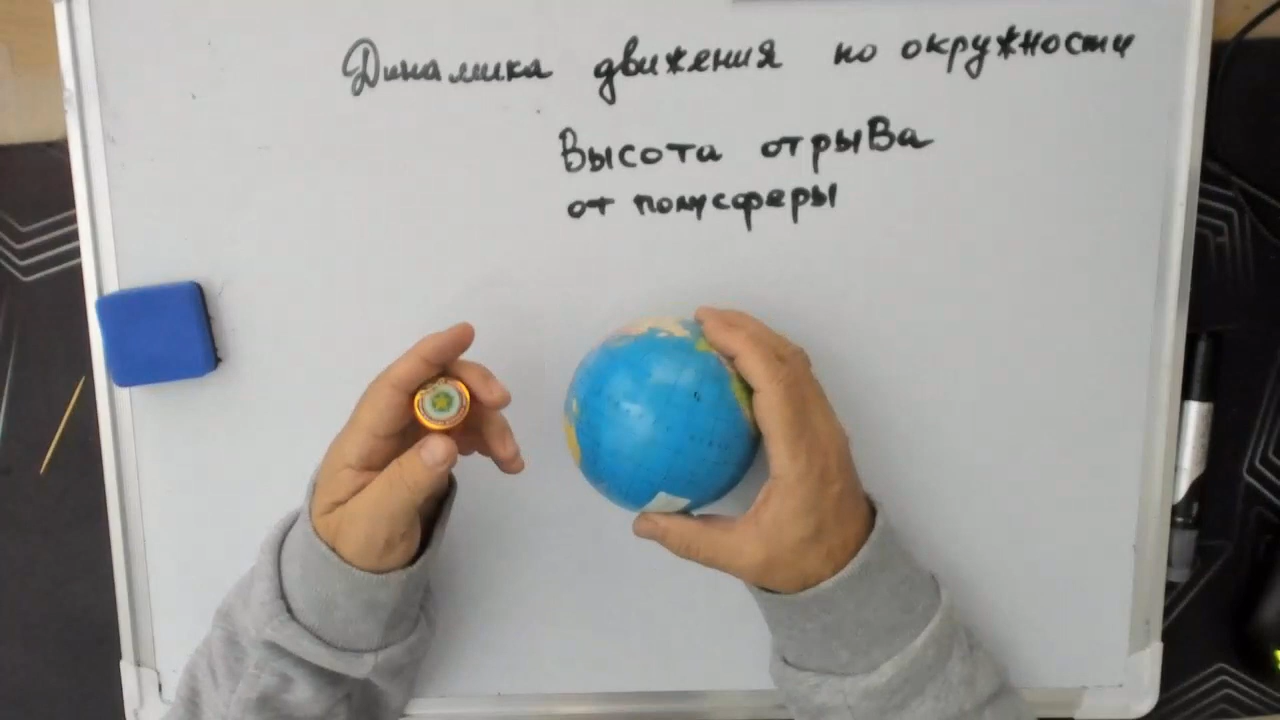 Динамика движения по окружности
Высота отрыва
от полусферы